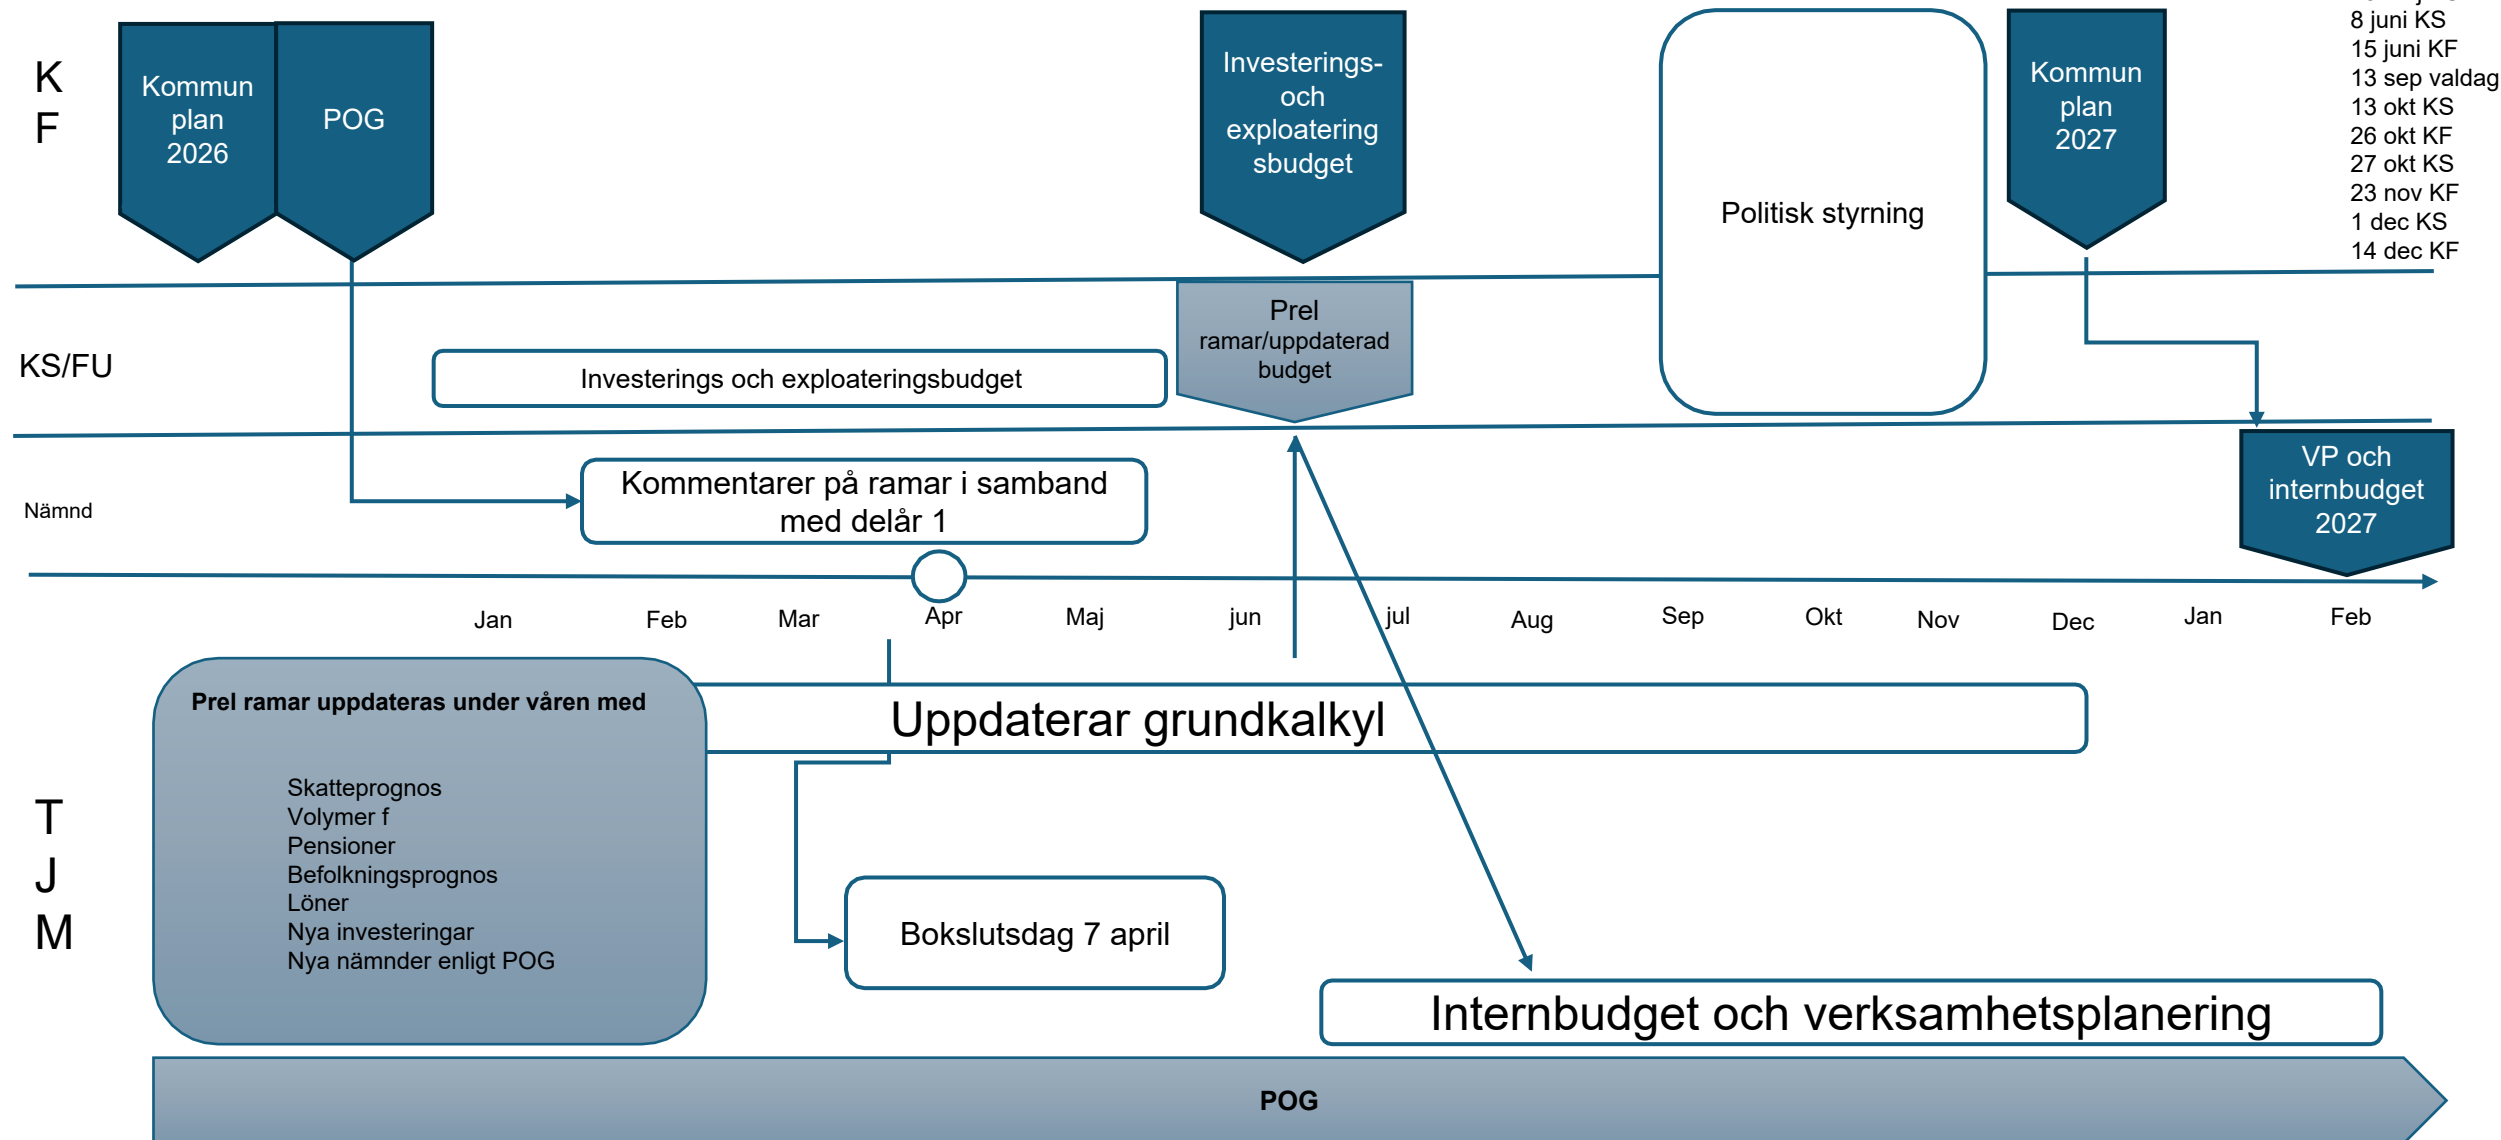 K
F
Kommun
plan
2026
POG
Investerings-
och
exploatering
sbudget
Politisk styrning
Kommun
plan
2027
8 juni KS
15 juni KF
13 sep valdag
13 okt KS
26 okt KF
27 okt KS
23 nov KF
1 dec KS
14 dec KF
KS/FU
Investerings och exploateringsbudget
Prel
ramar/uppdaterad
budget
Nämnd
Kommentarer på ramar i samband
med delår 1
VP och
internbudget
2027
Jan Feb Mar Apr Maj jun jul Aug Sep Okt Nov Dec Jan Feb
T
J
M
Prel ramar uppdateras under våren med
Skatteprognos
Volymer f
Pensioner
Befolkningsprognos
Löner
Nya investeringar
Nya nämnder enligt POG
Uppdaterar grundkalkyl
Bokslutsdag 7 april
Internbudget och verksamhetsplanering
POG